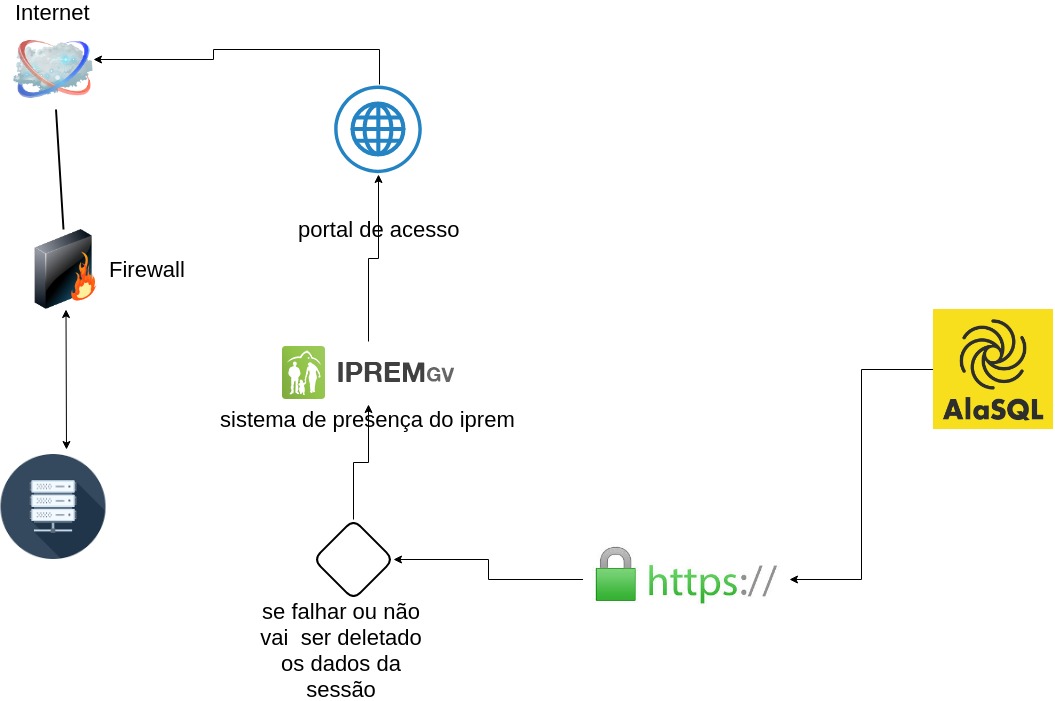 Internet
portal de acesso
Firewall
IPREMGV
sistema de presença do iprem
AlaSQL
https://
se falhar ou não
vai  ser deletado
os dados da
sessão